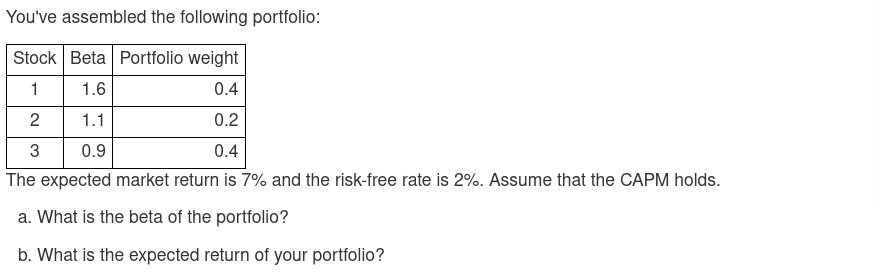 You've assembled the following portfolio:
Stock Beta Portfolio weight
1 1.6 0.4
2 1.1 0.2
3 0.9 0.4
The expected market return is 7% and the risk-free rate is 2%. Assume that the CAPM holds.
a. What is the beta of the portfolio?
b. What is the expected return of your portfolio?